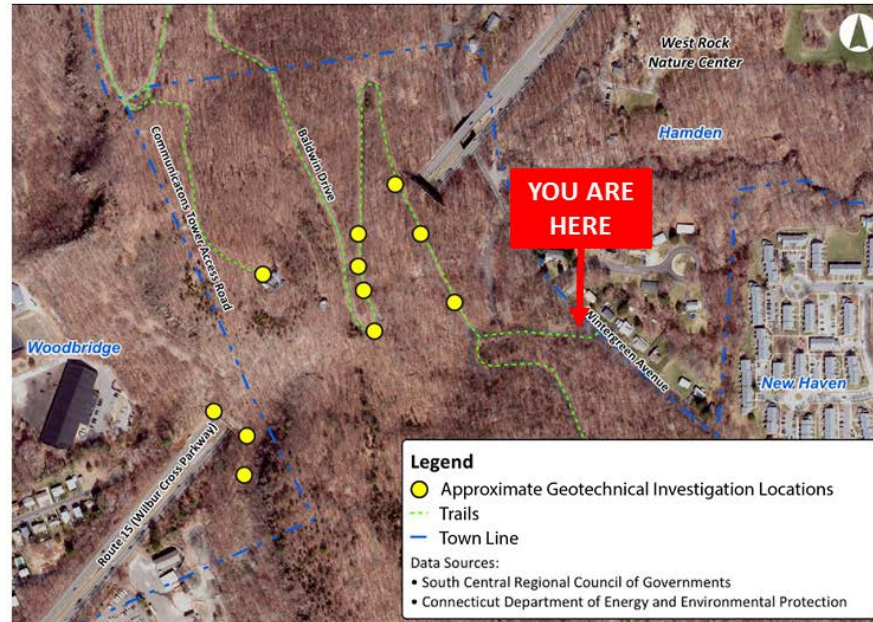 West Rock
Nature Center
Hamden
Baldwin Drive
Communicatons Tower Access Road
YOU ARE
HERE
Wintergreen Avenue
Woodbridge
New Haven
Route 15 (Wilbur Cross Parkway)
Legend
Approximate Geotechnical Investigation Locations
Trails
Town Line
Data Sources:
• South Central Regional Council of Governments
• Connecticut Department of Energy and Environmental Protection